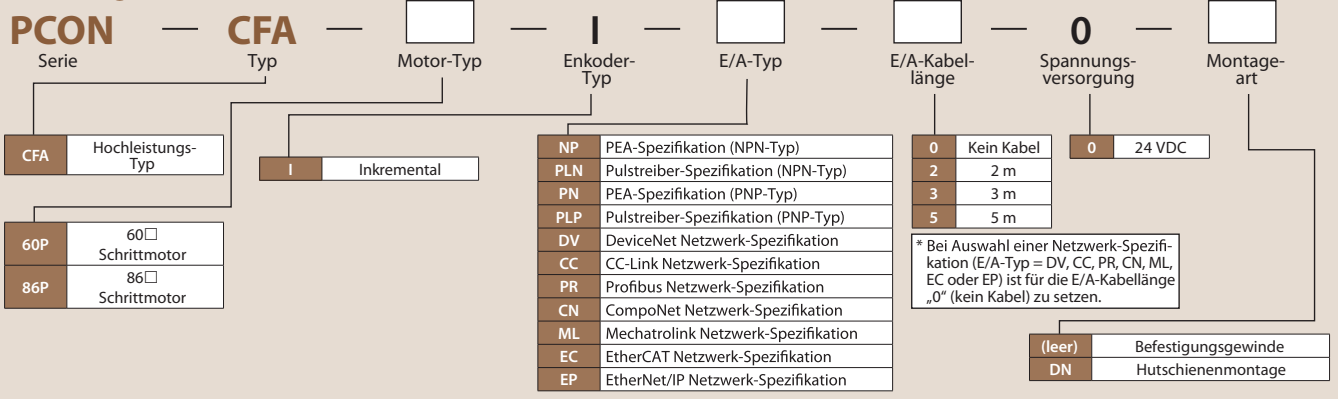 PCON — CFA — — I — — — 0 —
Serie Typ Motor-Typ Enkoder- E/A-Typ E/A-Kabel- Spannungs- Montage-
Typ länge versorgung art
CFA Hochleistungs-
Typ
I Inkremental
60P 60□
Schrittmotor
86P 86□
Schrittmotor
NP PEA-Spezifikation (NPN-Typ)
PLN Pulstreiber-Spezifikation (NPN-Typ)
PN PEA-Spezifikation (PNP-Typ)
PLP Pulstreiber-Spezifikation (PNP-Typ)
DV DeviceNet Netzwerk-Spezifikation
CC CC-Link Netzwerk-Spezifikation
PR Profibus Netzwerk-Spezifikation
CN CompoNet Netzwerk-Spezifikation
ML Mechatrolink Netzwerk-Spezifikation
EC EtherCAT Netzwerk-Spezifikation
EP EtherNet/IP Netzwerk-Spezifikation
0 Kein Kabel
2 2 m
3 3 m
5 5 m
* Bei Auswahl einer Netzwerk-Spezifi-
kation (E/A-Typ = DV, CC, PR, CN, ML,
EC oder EP) ist für die E/A-Kabellänge
„0“ (kein Kabel) zu setzen.
0 24 VDC
(leer) Befestigungsgewinde
DN Hutschienenmontage